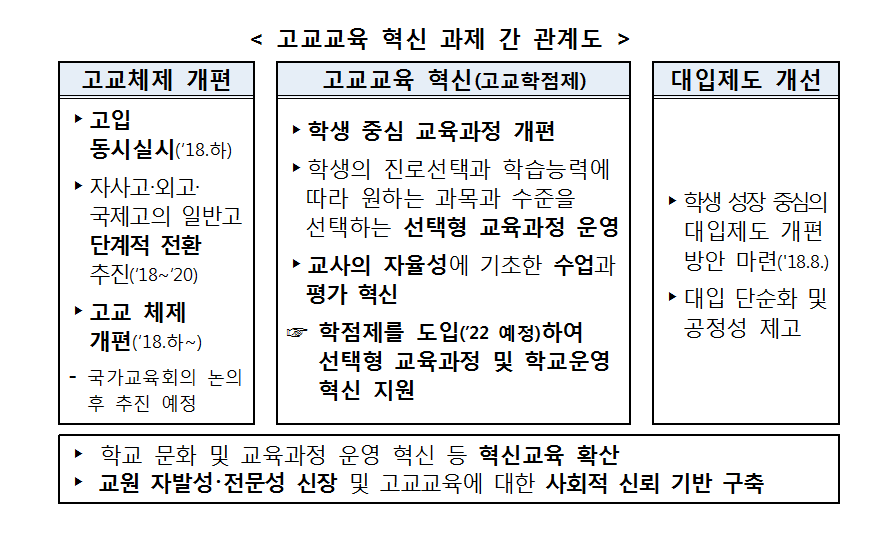 < 고교교육 혁신 과제 간 관계도 >
고교체제 개편
▸ 고입
동시실시(‘18.하)
▸ 자사고·외고·
국제고의 일반고
단계적 전환
추진(‘18~‘20)
▸ 고교 체제
개편(‘18.하~)
- 국가교육회의 논의
후 추진 예정
고교교육 혁신(고교학점제)
▸ 학생 중심 교육과정 개편
▸ 학생의 진로선택과 학습능력에
따라 원하는 과목과 수준을
선택하는 선택형 교육과정 운영
▸ 교사의 자율성에 기초한 수업과
평가 혁신
☞ 학점제를 도입(’22 예정)하여
선택형 교육과정 및 학교운영
혁신 지원
대입제도 개선
▸ 학생 성장 중심의
대입제도 개편
방안 마련('18.8.)
▸ 대입 단순화 및
공정성 제고
▸ 학교 문화 및 교육과정 운영 혁신 등 혁신교육 확산
▸ 교원 자발성·전문성 신장 및 고교교육에 대한 사회적 신뢰 기반 구축